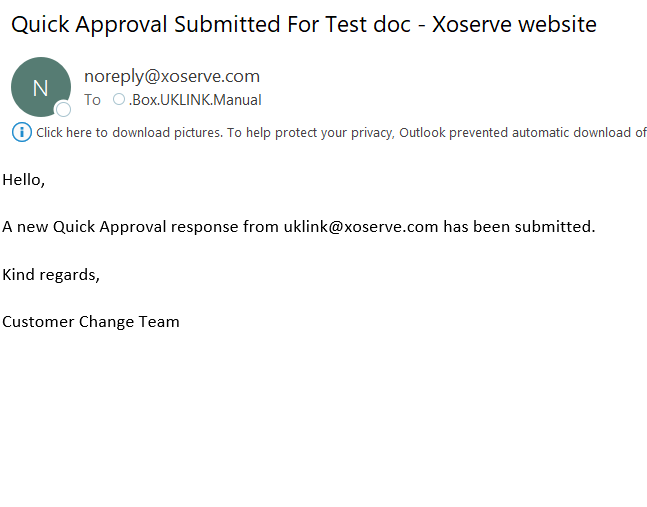 Quick Approval Submitted For Test doc - Xoserve website
N
noreply@xoserve.com
To .Box.UKLINK.Manual
Click here to download pictures. To help protect your privacy, Outlook prevented automatic download of
Hello,
A new Quick Approval response from uklink@xoserve.com has been submitted.
Kind regards,
Customer Change Team